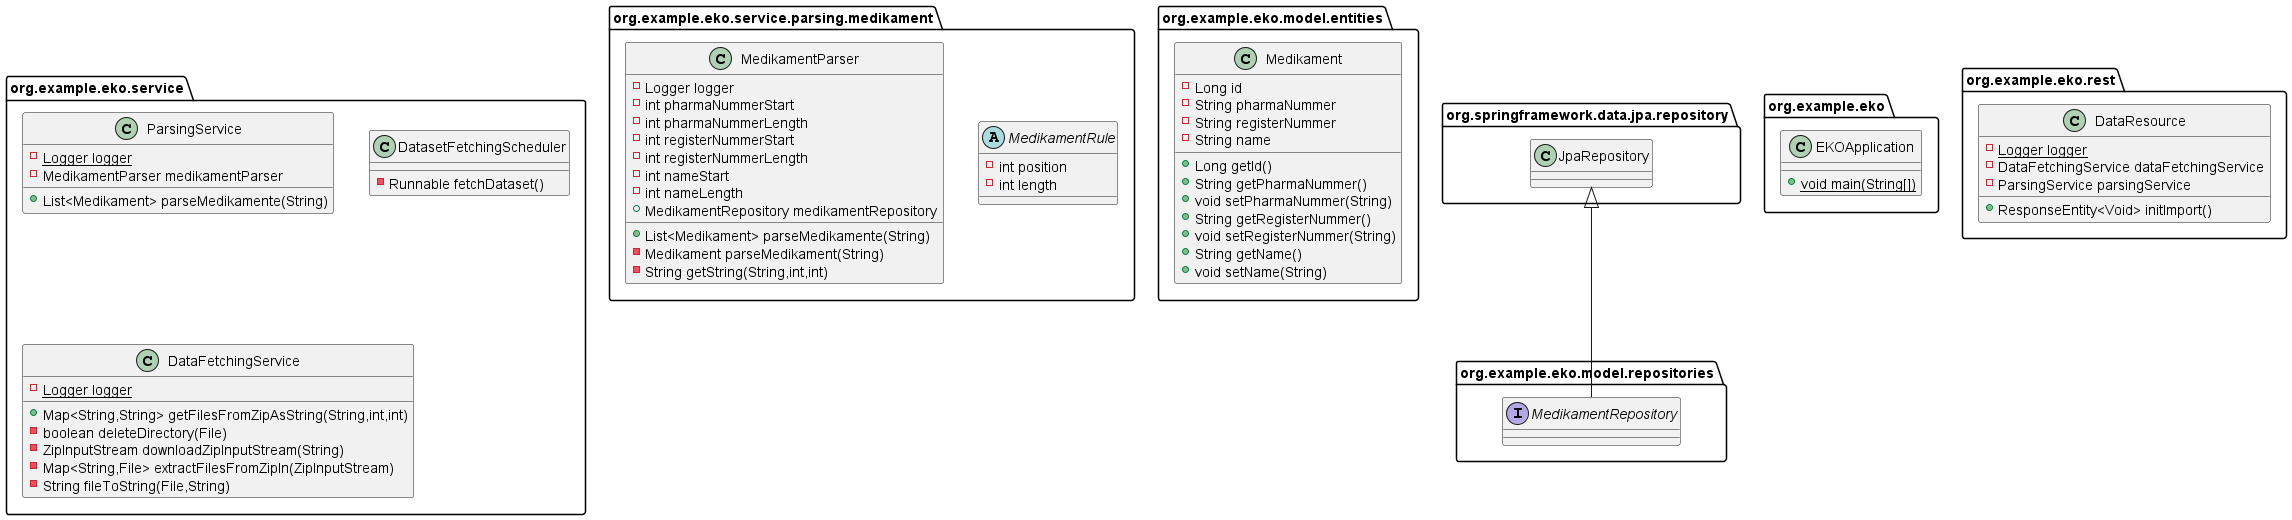 org.example.eko.service
C ParsingService
Logger logger
MedikamentParser medikamentParser
List<Medikament> parseMedikamente(String)
C DatasetFetchingScheduler
Runnable fetchDataset()
C DataFetchingService
Logger logger
Map<String,String> getFilesFromZipAsString(String,int,int)
boolean deleteDirectory(File)
ZipInputStream downloadZipInputStream(String)
Map<String,File> extractFilesFromZipIn(ZipInputStream)
String fileToString(File,String)
org.example.eko.service.parsing.medikament
C MedikamentParser
Logger logger
int pharmaNummerStart
int pharmaNummerLength
int registerNummerStart
int registerNummerLength
int nameStart
int nameLength
MedikamentRepository medikamentRepository
List<Medikament> parseMedikamente(String)
Medikament parseMedikament(String)
String getString(String,int,int)
A MedikamentRule
int position
int length
org.example.eko.model.entities
C Medikament
Long id
String pharmaNummer
String registerNummer
String name
Long getId()
String getPharmaNummer()
void setPharmaNummer(String)
String getRegisterNummer()
void setRegisterNummer(String)
String getName()
void setName(String)
org.springframework.data.jpa.repository
C JpaRepository
org.example.eko.model.repositories
I MedikamentRepository
org.example.eko
C EKOApplication
void main(String[])
org.example.eko.rest
C DataResource
Logger logger
DataFetchingService dataFetchingService
ParsingService parsingService
ResponseEntity<Void> initImport()